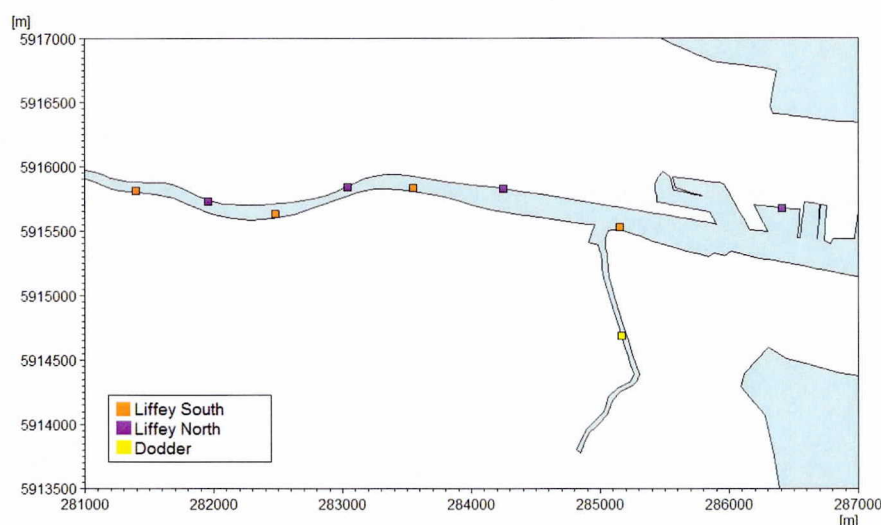 [m]
5917000
5916500
5916000
5915500
5915000
5914500
5914000
5913500
Liffey South
Liffey North
Dodder
281000 282000 283000 284000 285000 286000 287000
[m]